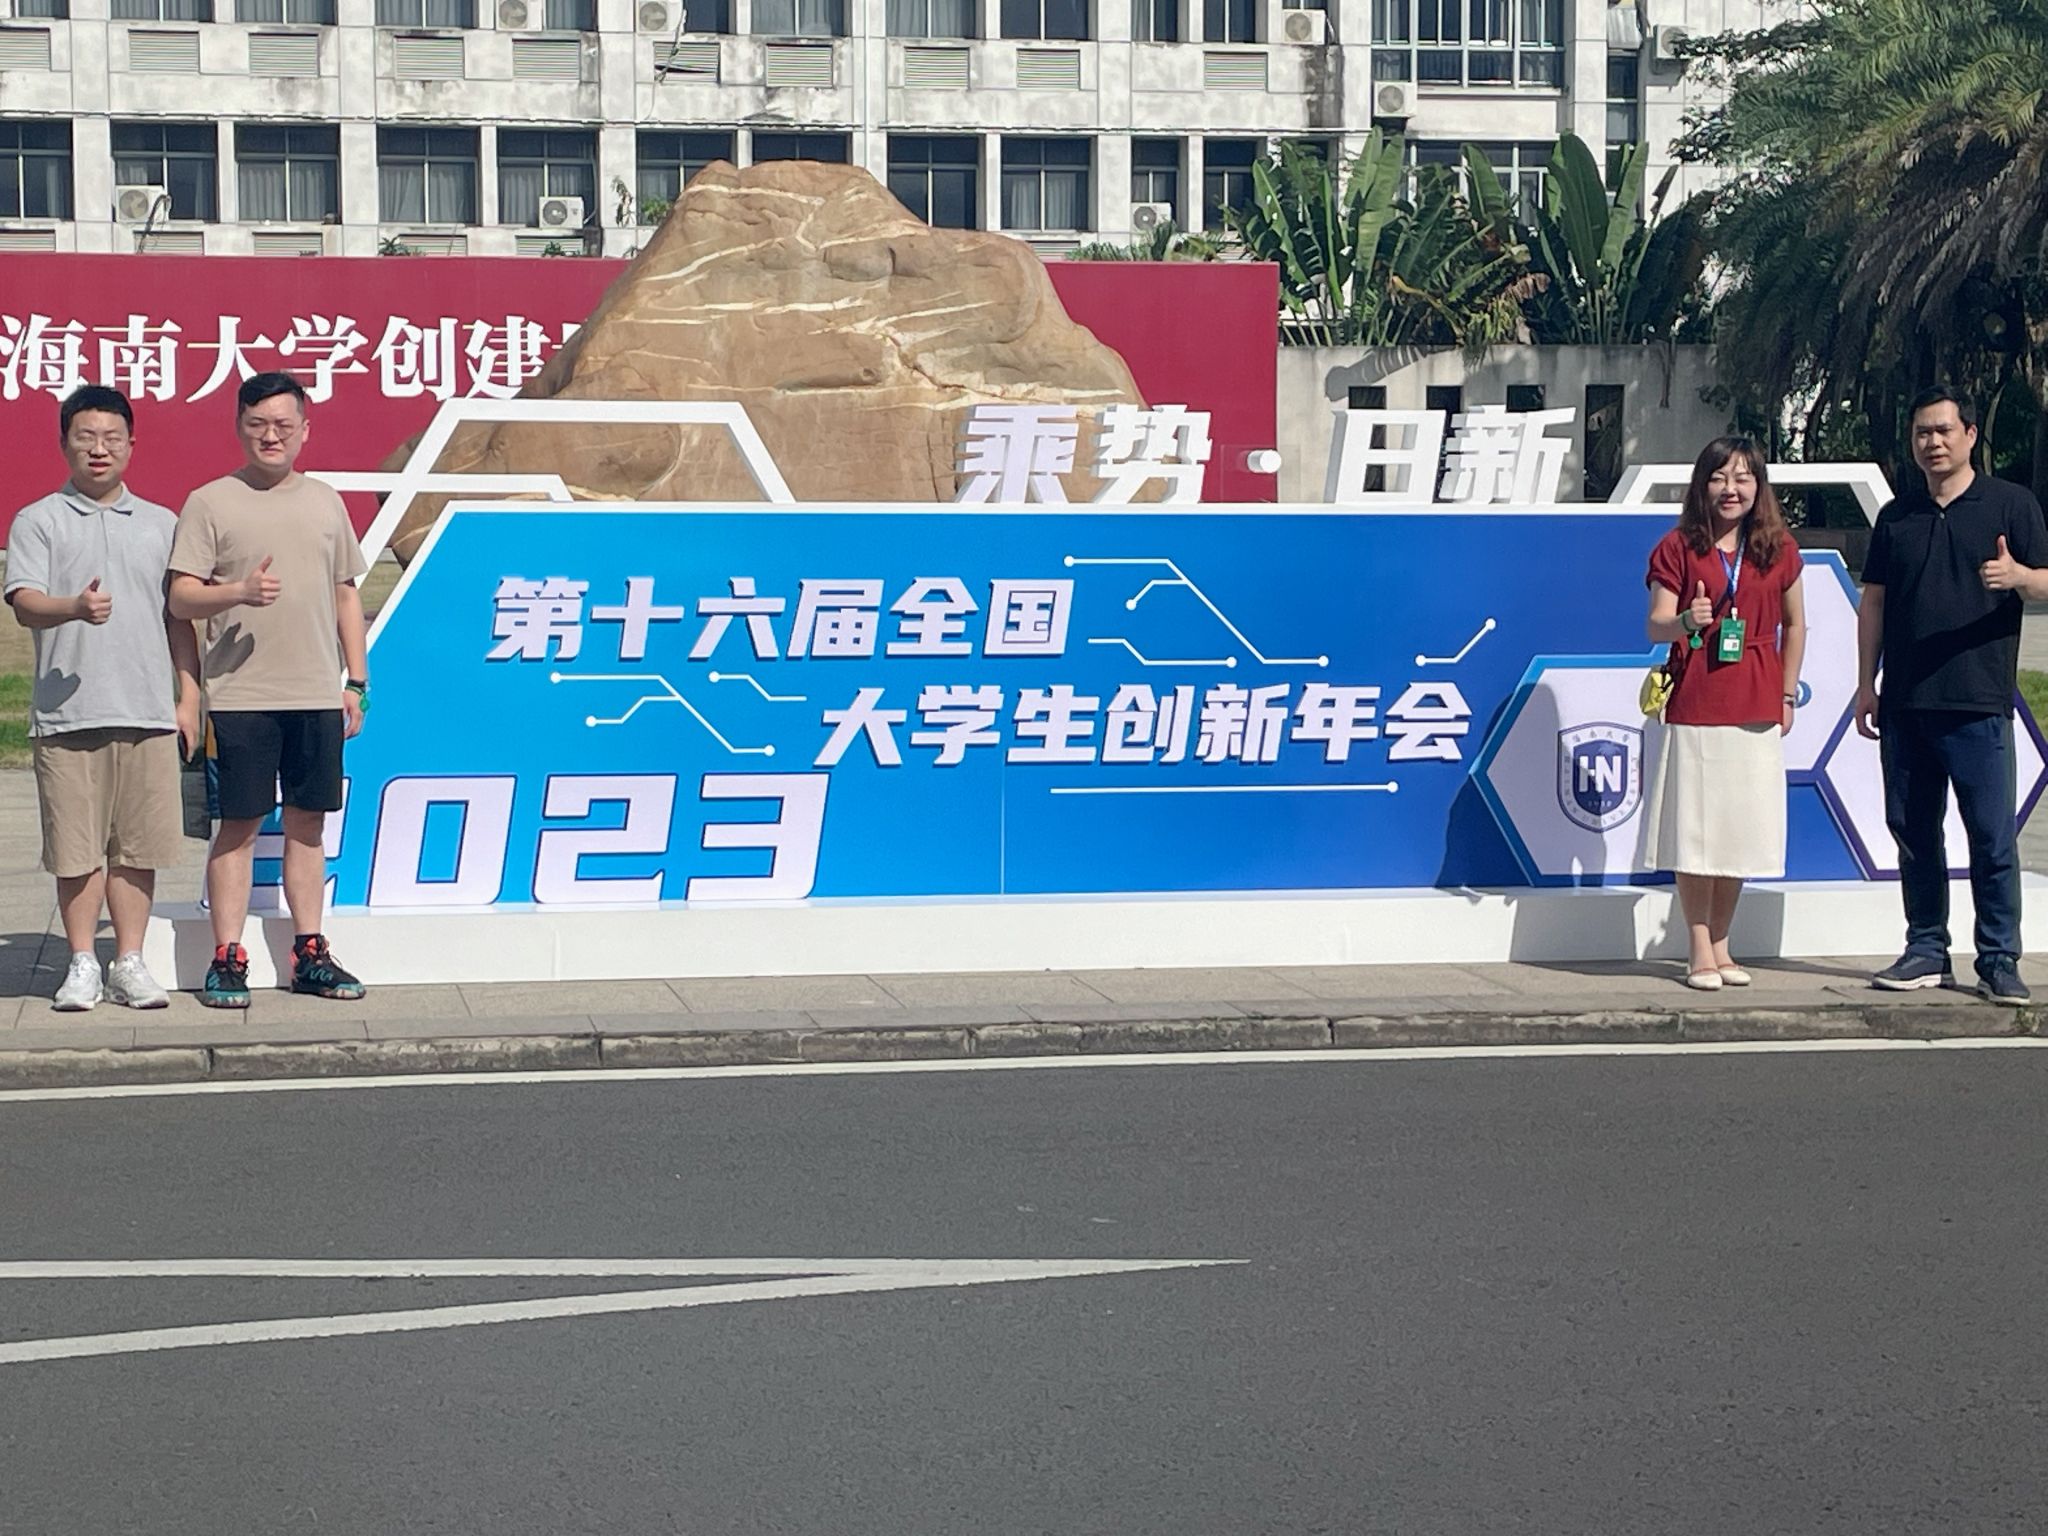 海南大学创建
乘势·日新
第十六届全国
大学生创新年会
2023
HN